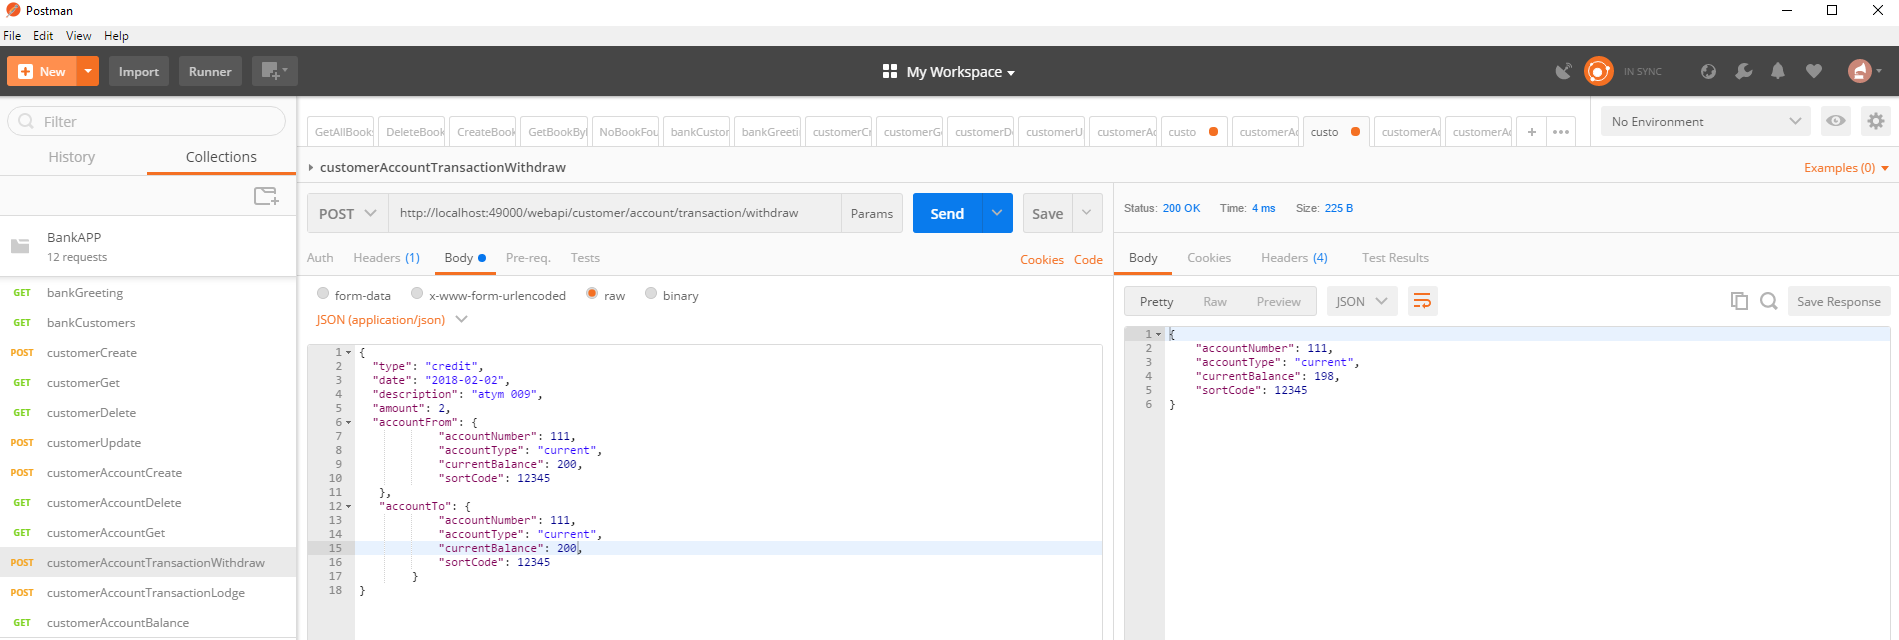 Postman
File Edit View Help
New Import Runner My Workspace IN SYNC
Filter
History Collections
BankAPP
12 requests
GET bankGreeting
GET bankCustomers
POST customerCreate
GET customerGet
GET customerDelete
POST customerUpdate
POST customerAccountCreate
GET customerAccountDelete
GET customerAccountGet
POST customerAccountTransactionWithdraw
POST customerAccountTransactionLodge
GET customerAccountBalance
GetAllBook DeleteBook CreateBook GetBookByI NoBookFou bankCustor bankGreeti customerCr customerG customerD customerU customerAc custo customerAc custo customerAc customerAc + •••
No Environment
customerAccountTransactionWithdraw
Examples (0)
POST http://localhost:49000/webapi/customer/account/transaction/withdraw Params Send Save
Auth Headers (1) Body Pre-req. Tests Cookies Code
form-data x-www-form-urlencoded raw binary
JSON (application/json)
1 {
2 "type": "credit",
3 "date": "2018-02-02",
4 "description": "atym 009",
5 "amount": 2,
6 "accountFrom": {
7 "accountNumber": 111,
8 "accountType": "current",
9 "currentBalance": 200,
10 "sortCode": 12345
11 },
12 "accountTo": {
13 "accountNumber": 111,
14 "accountType": "current",
15 "currentBalance": 200,
16 "sortCode": 12345
17 }
18 }
Status: 200 OK Time: 4 ms Size: 225 B
Body Cookies Headers (4) Test Results
Pretty Raw Preview JSON Save Response
1 {
2 "accountNumber": 111,
3 "accountType": "current",
4 "currentBalance": 198,
5 "sortCode": 12345
6 }